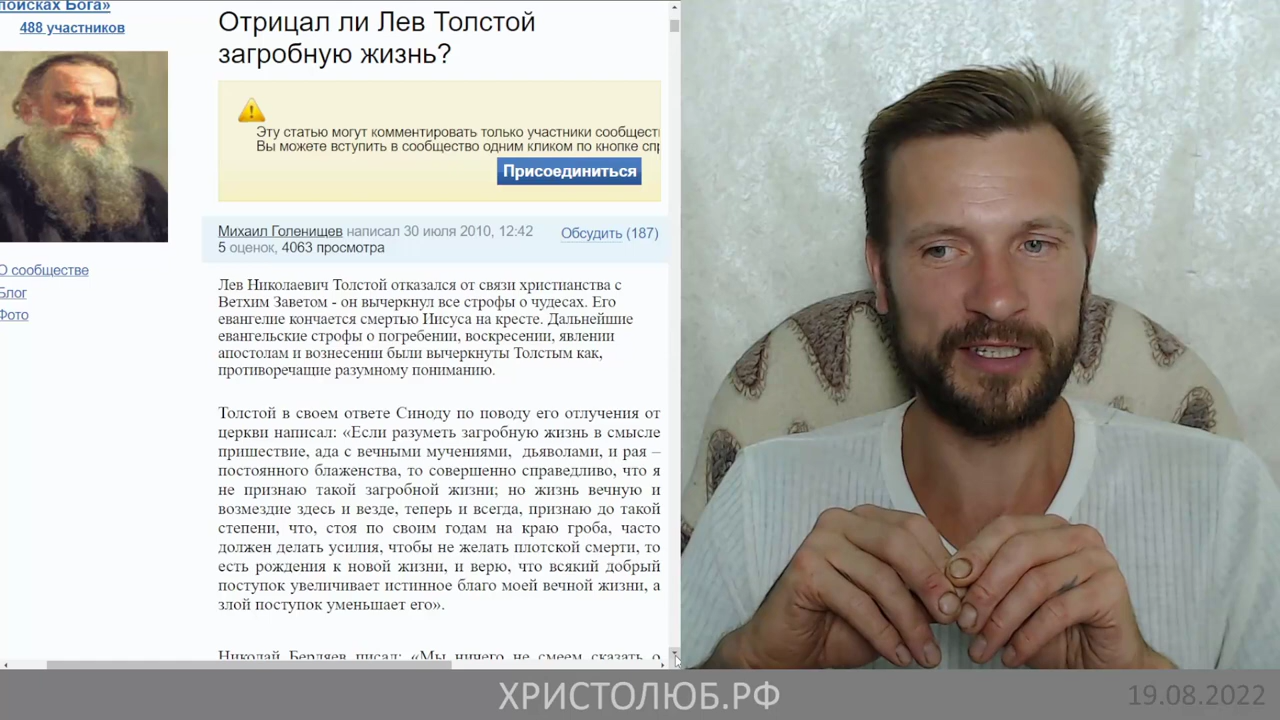 поисках Бога»
488 участников
О сообществе
Блог
Фото
Отрицал ли Лев Толстой
загробную жизнь?
Эту статью могут комментировать только участники
Вы можете вступить в сообщество одним кликом по кнопке
Присоединиться
Михаил Голенищев написал 30 июля 2010, 12:42
5 оценок, 4063 просмотра
Обсудить (187)
Лев Николаевич Толстой отказался от связи христианства с
Ветхим Заветом - он вычеркнул все строфы о чудесах. Его
евангелие кончается смертью Иисуса на кресте. Дальнейшие
евангельские строфы о погребении, воскресении, явлении
апостолам и вознесении были вычеркнуты Толстым как,
противоречащие разумному пониманию.
Толстой в своем ответе Синоду по поводу его отлучения от
церкви написал: «Если разуметь загробную жизнь в смысле
пришествие, ада с вечными мучениями, дьяволами, и рая –
постоянного блаженства, то совершенно справедливо, что я
не признаю такой загробной жизни; но жизнь вечную и
возмездие здесь и везде, теперь и всегда, признаю до такой
степени, что, стоя по своим годам на краю гроба, часто
должен делать усилия, чтобы не желать плотской смерти, то
есть рождения к новой жизни, и верю, что всякий добрый
поступок увеличивает истинное благо моей вечной жизни, а
злой поступок уменьшает его».
Николай Бердяев писал: «Мы ничего не смеем сказать о
ХРИСТОЛЮБ.РФ
19.08.2022